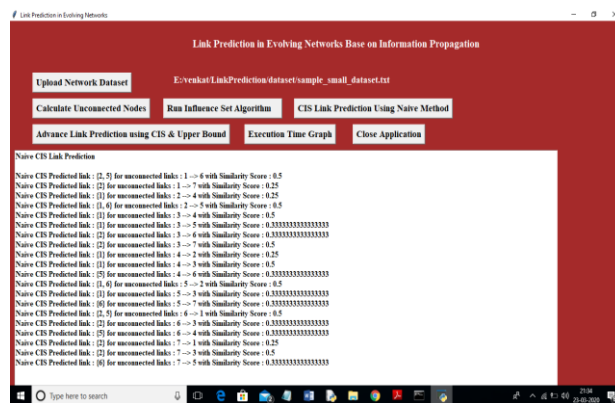 Link Prediction in Evolving Networks
Link Prediction in Evolving Networks Base on Information Propagation
Upload Network Dataset
E:/venkat/LinkPrediction/dataset/sample_small_dataset.txt
Calculate Unconnected Nodes
Run Influence Set Algorithm
CIS Link Prediction Using Naive Method
Advance Link Prediction using CIS & Upper Bound
Execution Time Graph
Close Application
Naive CIS Link Prediction
Naive CIS Predicted link : {2, 5} for unconnected links : 1 --> 6 with Similarity Score : 0.5
Naive CIS Predicted link : {2} for unconnected links : 1 --> 7 with Similarity Score : 0.25
Naive CIS Predicted link : {1} for unconnected links : 2 --> 4 with Similarity Score : 0.25
Naive CIS Predicted link : {1, 6} for unconnected links : 2 --> 5 with Similarity Score : 0.5
Naive CIS Predicted link : {1} for unconnected links : 3 --> 4 with Similarity Score : 0.5
Naive CIS Predicted link : {1} for unconnected links : 3 --> 5 with Similarity Score : 0.3333333333333333
Naive CIS Predicted link : {2} for unconnected links : 3 --> 6 with Similarity Score : 0.3333333333333333
Naive CIS Predicted link : {2} for unconnected links : 3 --> 7 with Similarity Score : 0.5
Naive CIS Predicted link : {1} for unconnected links : 4 --> 2 with Similarity Score : 0.25
Naive CIS Predicted link : {1} for unconnected links : 4 --> 3 with Similarity Score : 0.5
Naive CIS Predicted link : {5} for unconnected links : 4 --> 6 with Similarity Score : 0.3333333333333333
Naive CIS Predicted link : {1, 6} for unconnected links : 5 --> 2 with Similarity Score : 0.5
Naive CIS Predicted link : {1} for unconnected links : 5 --> 3 with Similarity Score : 0.3333333333333333
Naive CIS Predicted link : {6} for unconnected links : 5 --> 7 with Similarity Score : 0.3333333333333333
Naive CIS Predicted link : {2, 5} for unconnected links : 6 --> 1 with Similarity Score : 0.5
Naive CIS Predicted link : {2} for unconnected links : 6 --> 3 with Similarity Score : 0.3333333333333333
Naive CIS Predicted link : {5} for unconnected links : 6 --> 4 with Similarity Score : 0.3333333333333333
Naive CIS Predicted link : {2} for unconnected links : 7 --> 1 with Similarity Score : 0.25
Naive CIS Predicted link : {2} for unconnected links : 7 --> 3 with Similarity Score : 0.5
Naive CIS Predicted link : {6} for unconnected links : 7 --> 5 with Similarity Score : 0.3333333333333333
Type here to search
21:34
23-03-2020